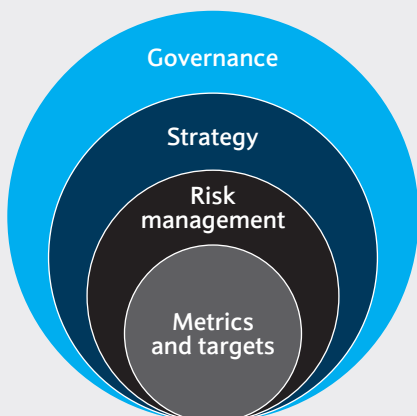 Governance
Strategy
Risk
management
Metrics
and targets